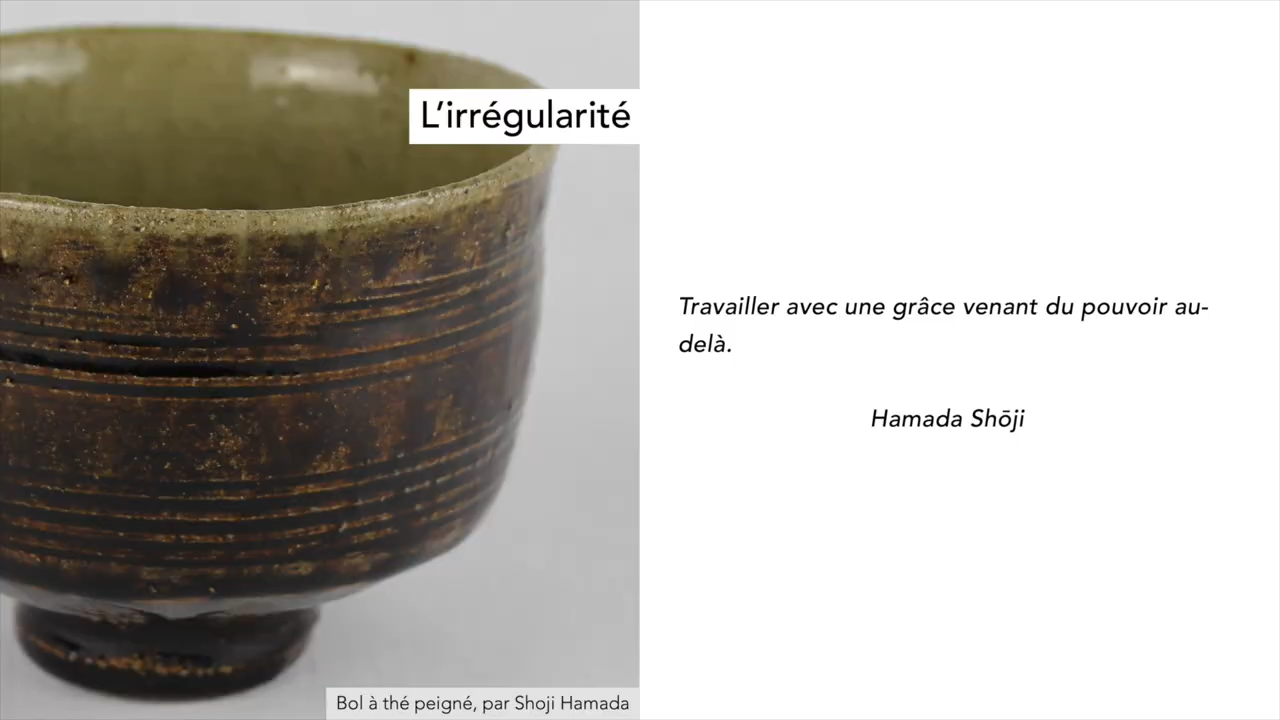 L’irrégularité
Travailler avec une grâce venant du pouvoir au-
delà.
Hamada Shōji
Bol à thé peigné, par Shoji Hamada